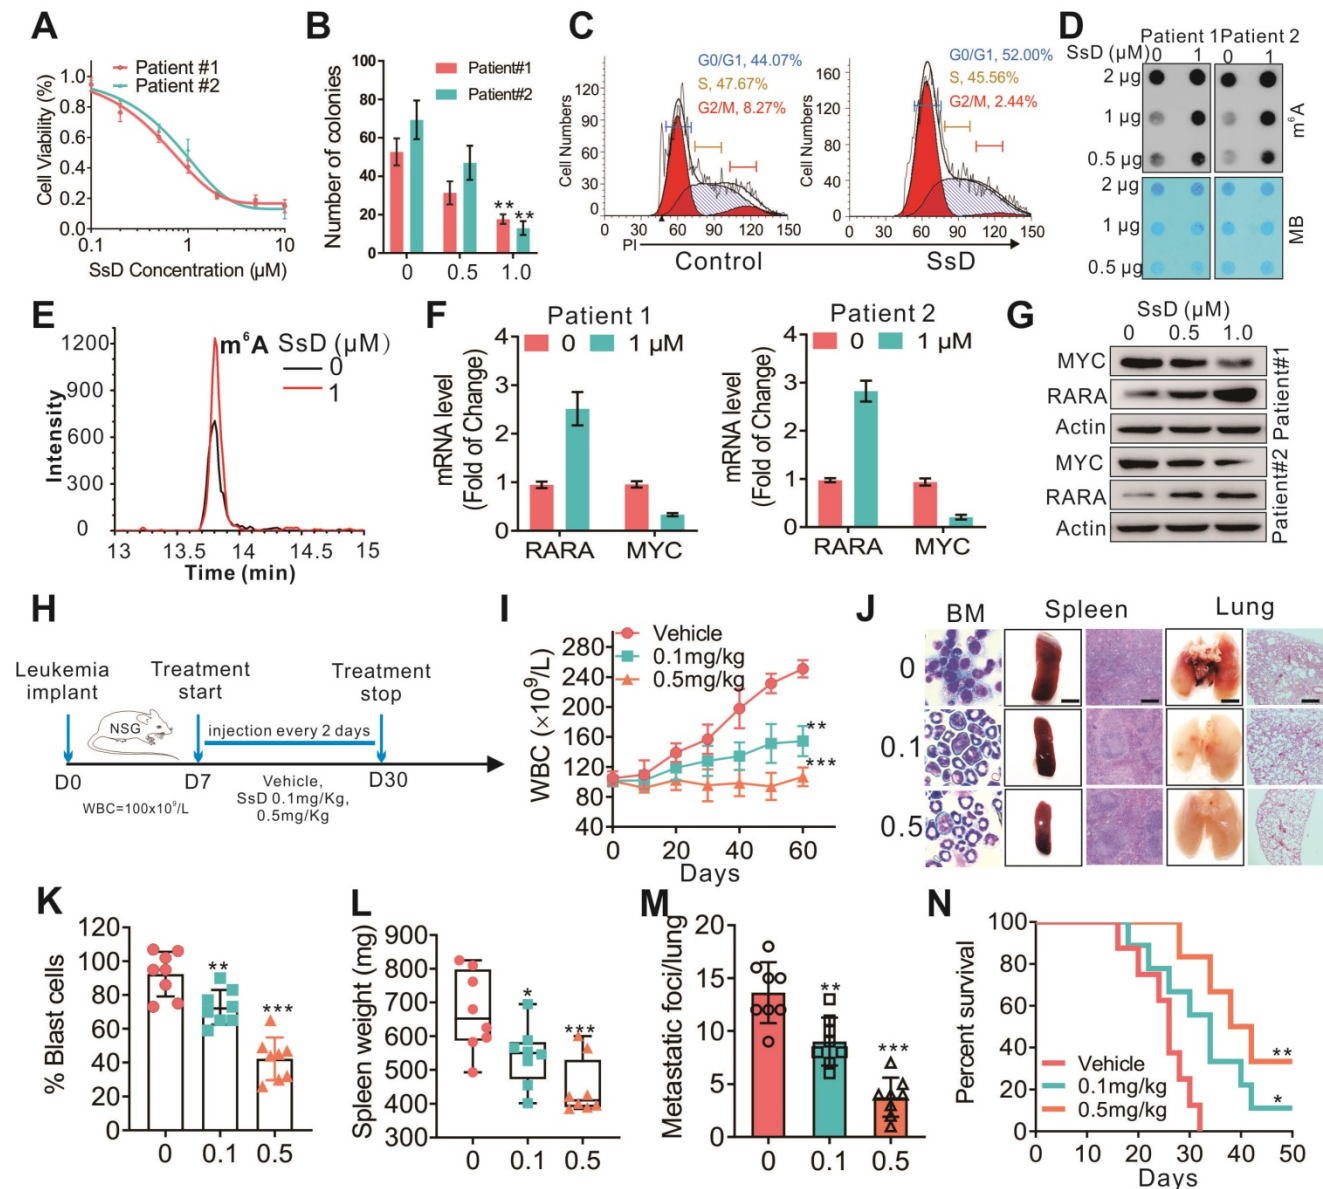 A
Patient #1
Patient #2
Cell Viability (%)
1.0
0.8
0.6
0.4
0.2
0.0
0.1
1
10
SsD Concentration (µM)
B
Patient#1
Patient#2
Number of colonies
100
80
60
40
20
0
**
**
0
0.5
1.0
C
G0/G1, 44.07%
S, 47.67%
G2/M, 8.27%
Cell Numbers
120
90
60
30
0
0
30
60
90
120
150
PI
Control
G0/G1, 52.00%
S, 45.56%
G2/M, 2.44%
Cell Numbers
160
120
80
40
0
0
30
60
90
120
150
SsD
D
Patient 1
Patient 2
SsD (µM)
0
1
0
1
2 µg
1 µg
0.5 µg
m⁶A
2 µg
1 µg
0.5 µg
MB
E
m⁶A
SsD (µM)
0
1
Intensity
1200
900
600
300
0
13
13.5
14
14.5
15
Time (min)
F
Patient 1
0
1 µM
mRNA level
(Fold of Change)
4
3
2
1
0
RARA
MYC
Patient 2
0
1 µM
mRNA level
(Fold of Change)
4
3
2
1
0
RARA
MYC
G
SsD (µM)
0
0.5
1.0
MYC
RARA
Actin
Patient#1
MYC
RARA
Actin
Patient#2
H
Leukemia
implant
Treatment
start
Treatment
stop
NSG
injection every 2 days
D0
D7
D30
WBC=100x10⁹/L
Vehicle,
SsD 0.1mg/Kg,
0.5mg/Kg
I
Vehicle
0.1mg/kg
0.5mg/kg
WBC (×10⁹/L)
280
240
200
160
120
80
40
**
***
0
20
40
60
Days
J
BM
Spleen
Lung
0
0.1
0.5
K
% Blast cells
120
100
80
60
40
20
0
**
***
0
0.1
0.5
L
Spleen weight (mg)
900
800
700
600
500
400
300
*
***
0
0.1
0.5
M
Metastatic foci/lung
20
15
10
5
0
**
***
0
0.1
0.5
N
Percent survival
100
80
60
40
20
0
Vehicle
0.1mg/kg
0.5mg/kg
**
*
0
10
20
30
40
50
Days